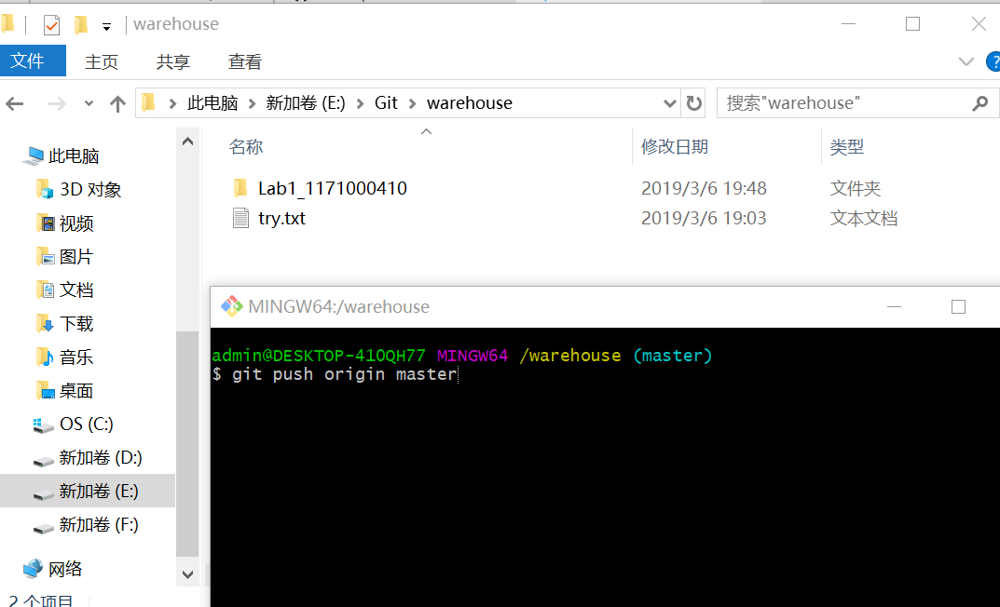 warehouse
文件 主页 共享 查看 ?
此电脑 > 新加卷 (E:) > Git > warehouse 搜索"warehouse"
名称 修改日期 类型
此电脑
3D 对象
视频
图片
文档
下载
音乐
桌面
OS (C:)
新加卷 (D:)
新加卷 (E:)
新加卷 (F:)
网络
2 个项目
Lab1_1171000410 2019/3/6 19:48 文件夹
try.txt 2019/3/6 19:03 文本文档
MINGW64:/warehouse
admin@DESKTOP-41OQH77 MINGW64 /warehouse (master)
$ git push origin master